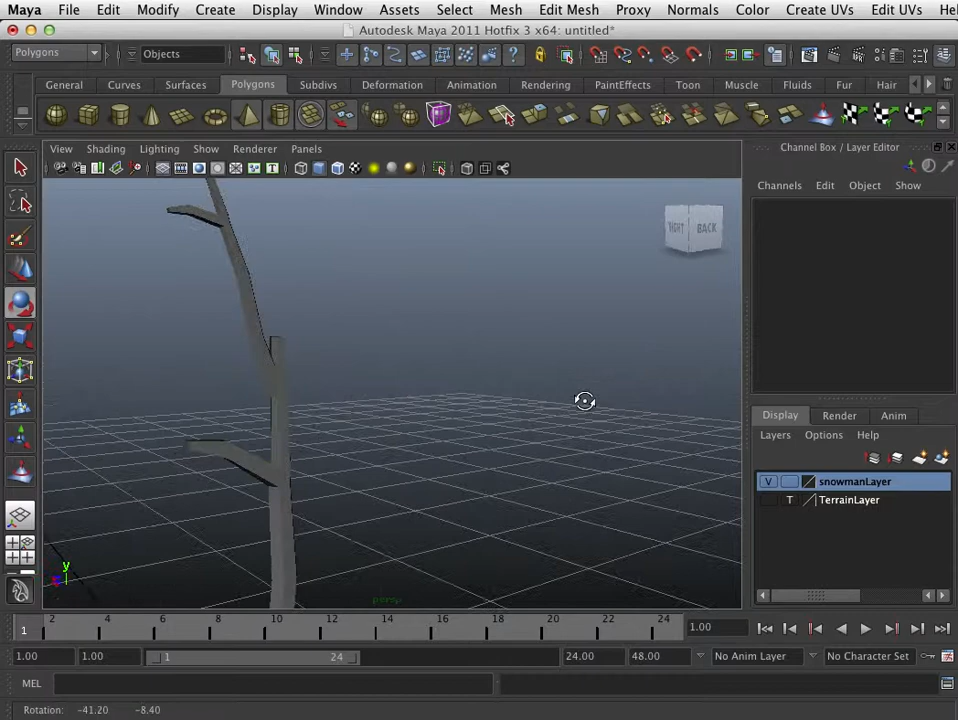 Maya File Edit Modify Create Display Window Assets Select Mesh Edit Mesh Proxy Normals Color Create UVs Edit UVs Hel
Autodesk Maya 2011 Hotfix 3 x64: untitled*
Polygons Objects
General Curves Surfaces Polygons Subdivs Deformation Animation Dynamics Rendering PaintEffects Toon Muscle Fluids Fur Hair
View Shading Lighting Show Renderer Panels
Channel Box / Layer Editor
Channels Edit Object Show
RIGHT BACK
Display Render Anim
Layers Options Help
V snowmanLayer
T TerrainLayer
y
persp
1 2 4 6 8 10 12 14 16 18 20 22 24 1.00
1.00 1.00 1 24 24.00 48.00 No Anim Layer No Character Set
MEL
Rotation: -41.20 -8.40